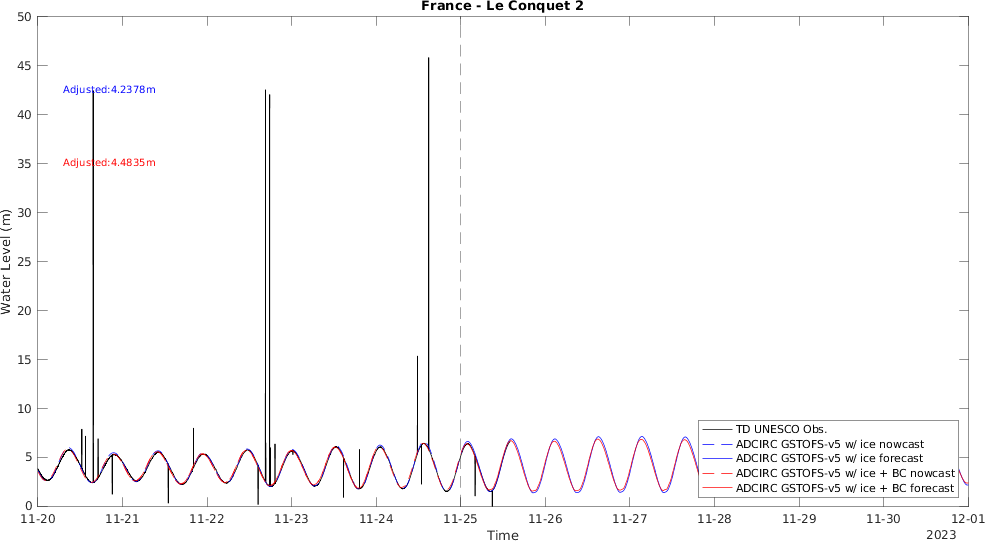 France - Le Conquet 2
50
45
40
35
30
25
20
15
10
5
0
Water Level (m)
Adjusted:4.2378m
Adjusted:4.4835m
TD UNESCO Obs.
ADCIRC GSTOFS-v5 w/ ice nowcast
ADCIRC GSTOFS-v5 w/ ice forecast
ADCIRC GSTOFS-v5 w/ ice + BC nowcast
ADCIRC GSTOFS-v5 w/ ice + BC forecast
11-20 11-21 11-22 11-23 11-24 11-25 11-26 11-27 11-28 11-29 11-30 12-01
Time
2023